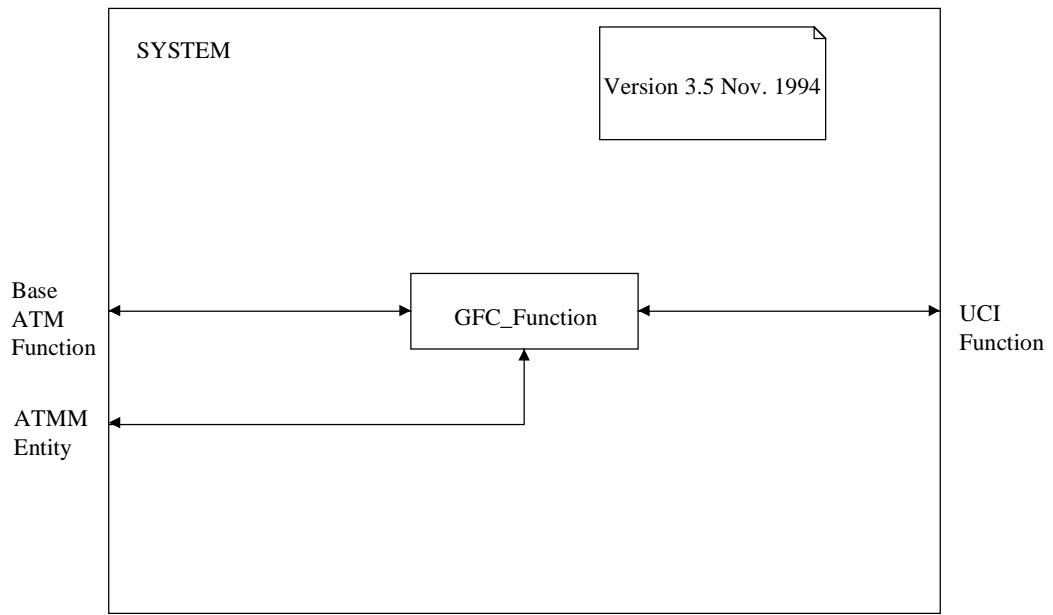 SYSTEM
Version 3.5 Nov. 1994
Base
ATM
Function
GFC_Function
UCI
Function
ATMM
Entity